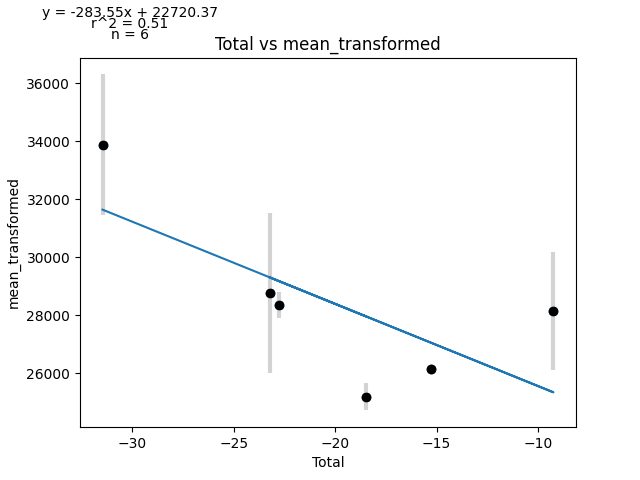 y = -283.55x + 22720.37
r^2 = 0.51
n = 6
Total vs mean_transformed
36000
34000
32000
30000
28000
26000
mean_transformed
−30
−25
−20
−15
−10
Total